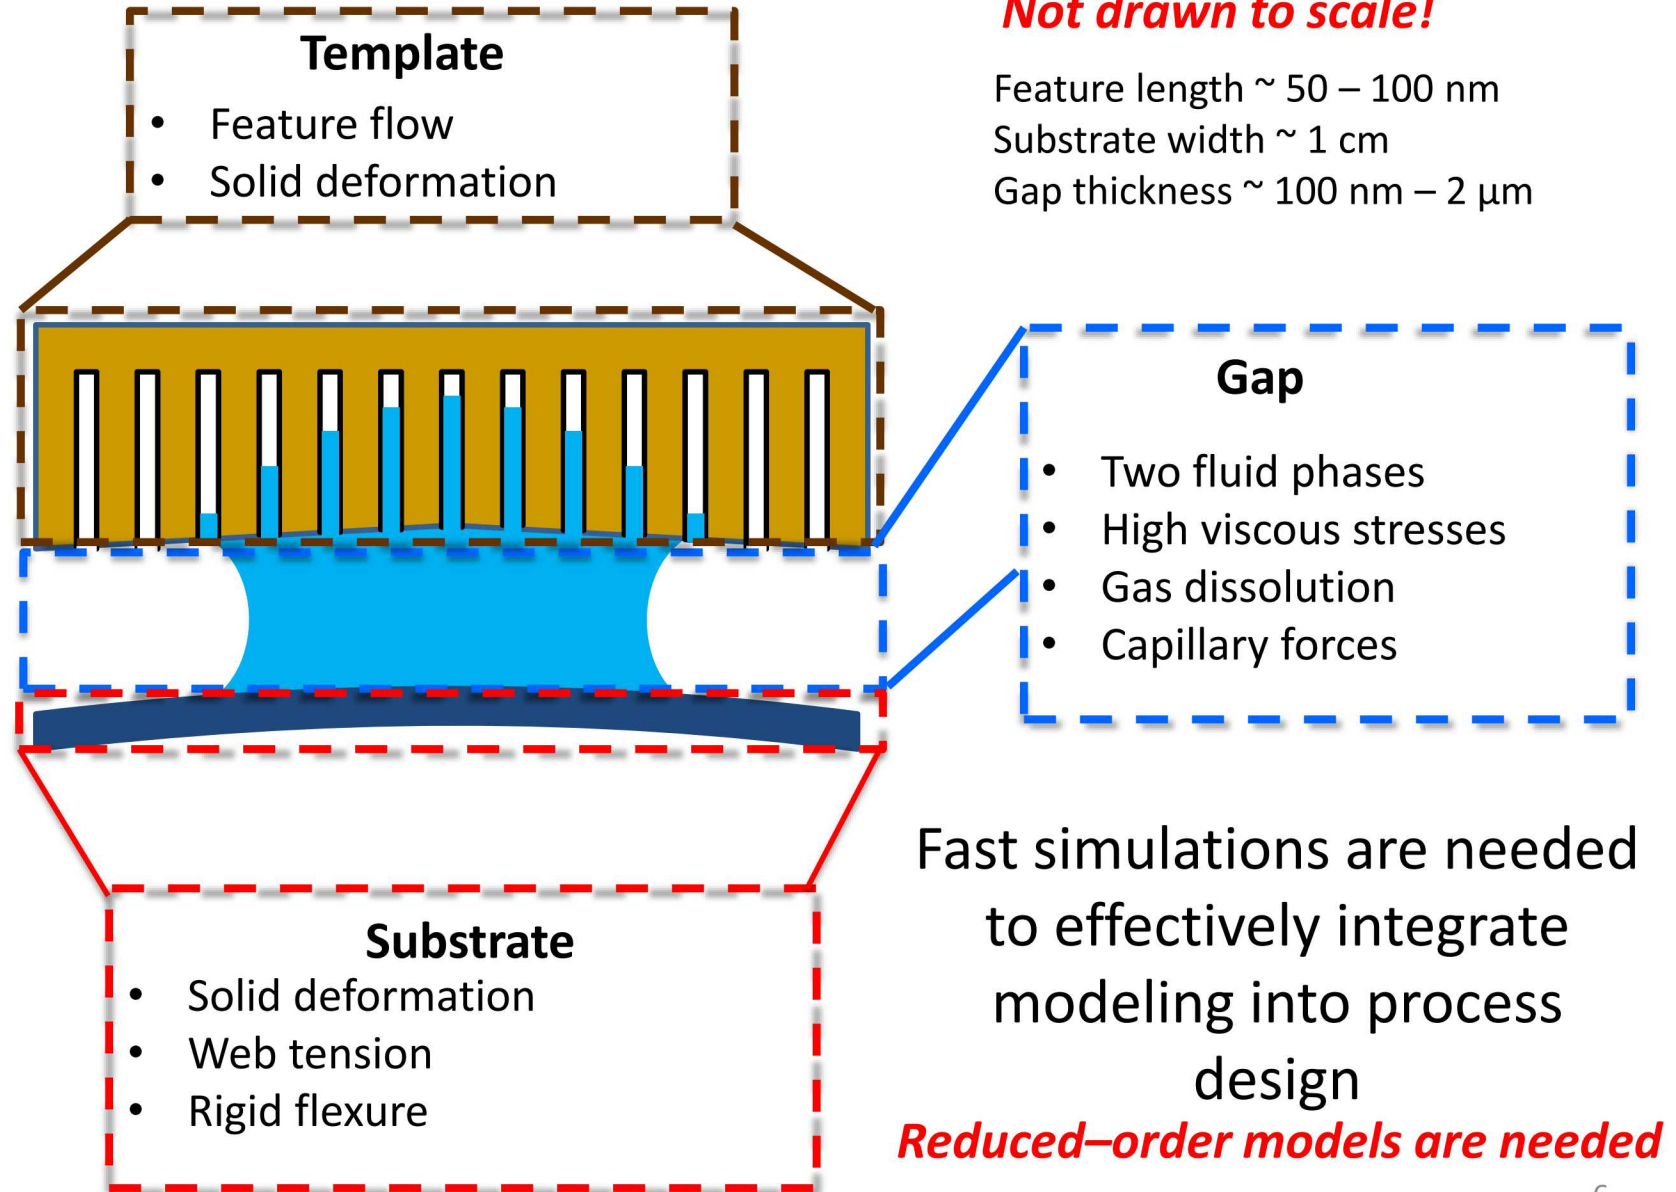 Not drawn to scale!
Template
• Feature flow
• Solid deformation
Feature length ~ 50 – 100 nm
Substrate width ~ 1 cm
Gap thickness ~ 100 nm – 2 μm
Gap
• Two fluid phases
• High viscous stresses
• Gas dissolution
• Capillary forces
Substrate
• Solid deformation
• Web tension
• Rigid flexure
Fast simulations are needed
to effectively integrate
modeling into process
design
Reduced–order models are needed